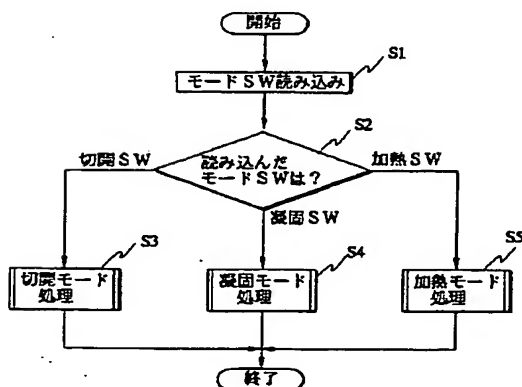 開始
S1
モードSW読み込み
S2
切開SW
読み込んだ
モードSWは?
加熱SW
凝固SW
S3
S4
S5
切開モード
処理
凝固モード
処理
加熱モード
処理
終了